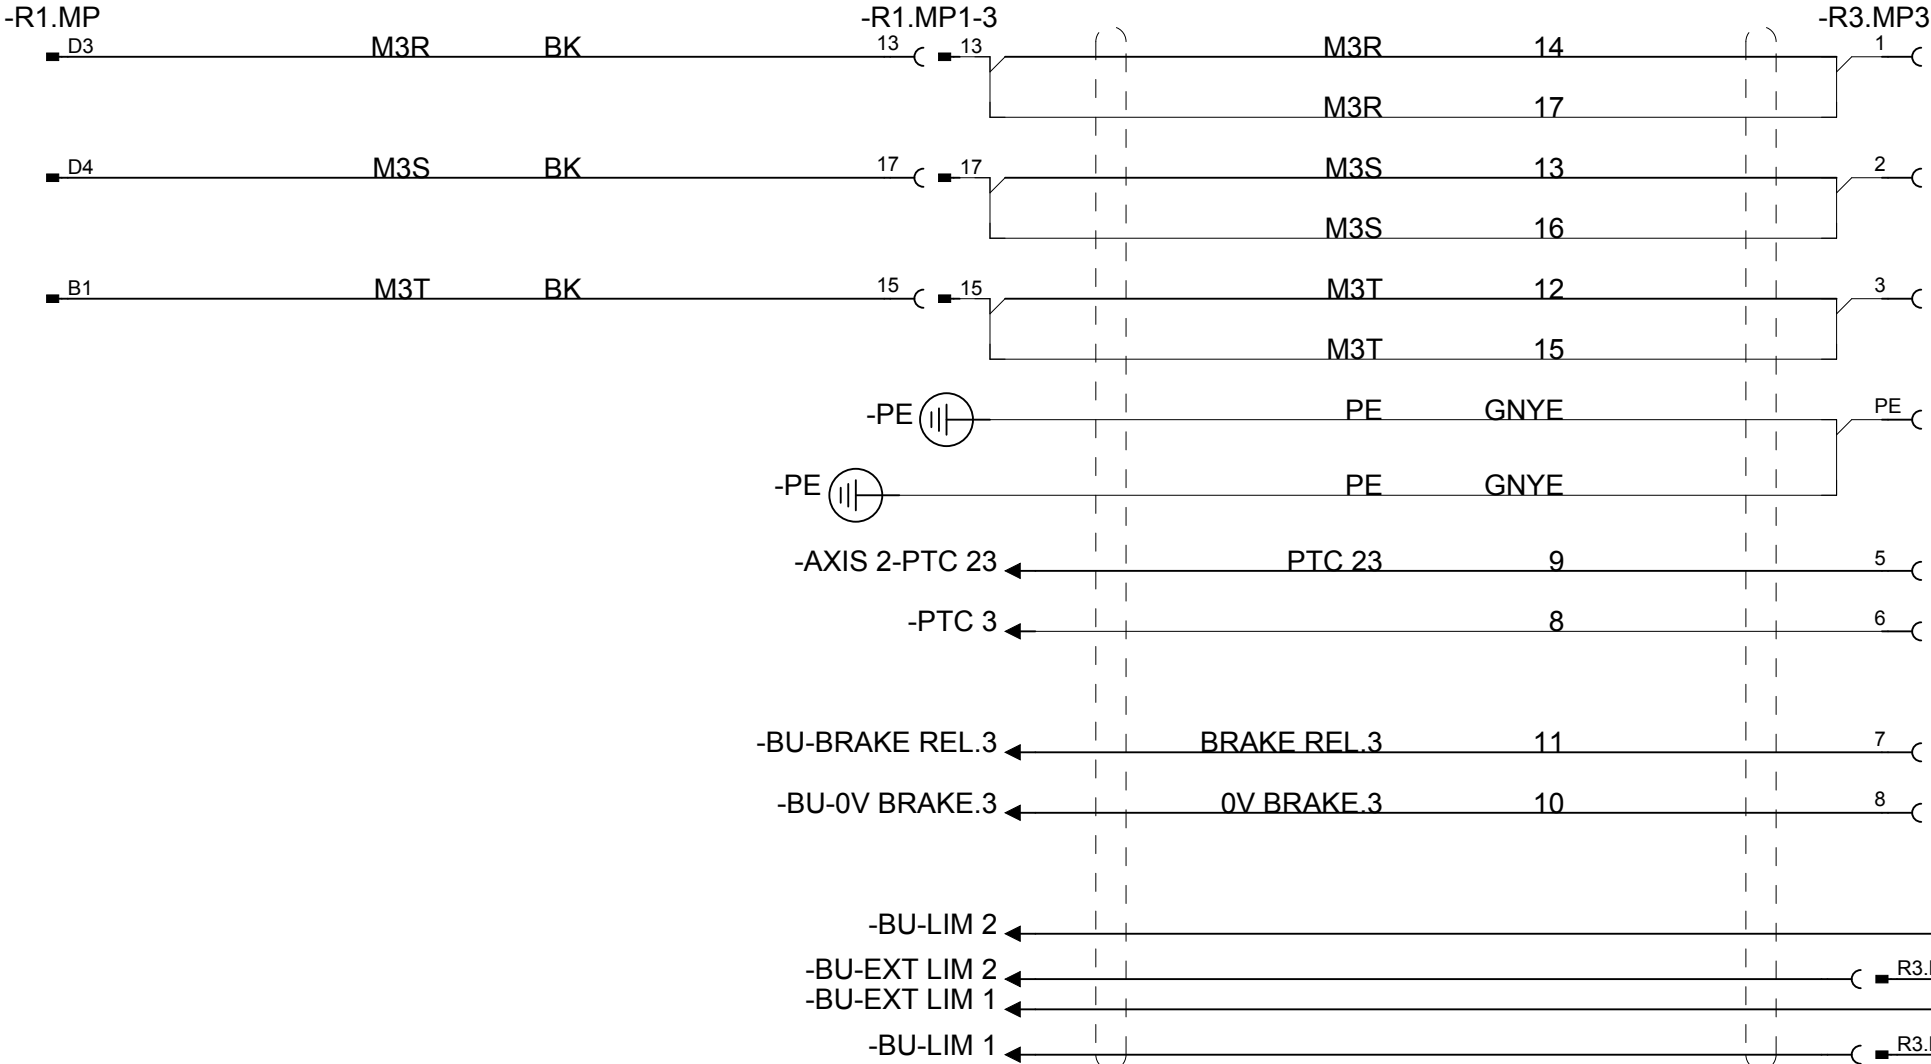 -R1.MP -R1.MP1-3 -R3.MP3
D3 M3R BK 13 13 M3R 14 1
M3R 17
D4 M3S BK 17 17 M3S 13 2
M3S 16
B1 M3T BK 15 15 M3T 12 3
M3T 15
-PE PE GNYE PE
-PE PE GNYE
-AXIS 2-PTC 23 PTC 23 9 5
-PTC 3 8 6
-BU-BRAKE REL.3 BRAKE REL.3 11 7
-BU-0V BRAKE.3 0V BRAKE.3 10 8
-BU-LIM 2
-BU-EXT LIM 2 R3.
-BU-EXT LIM 1
-BU-LIM 1 R3.